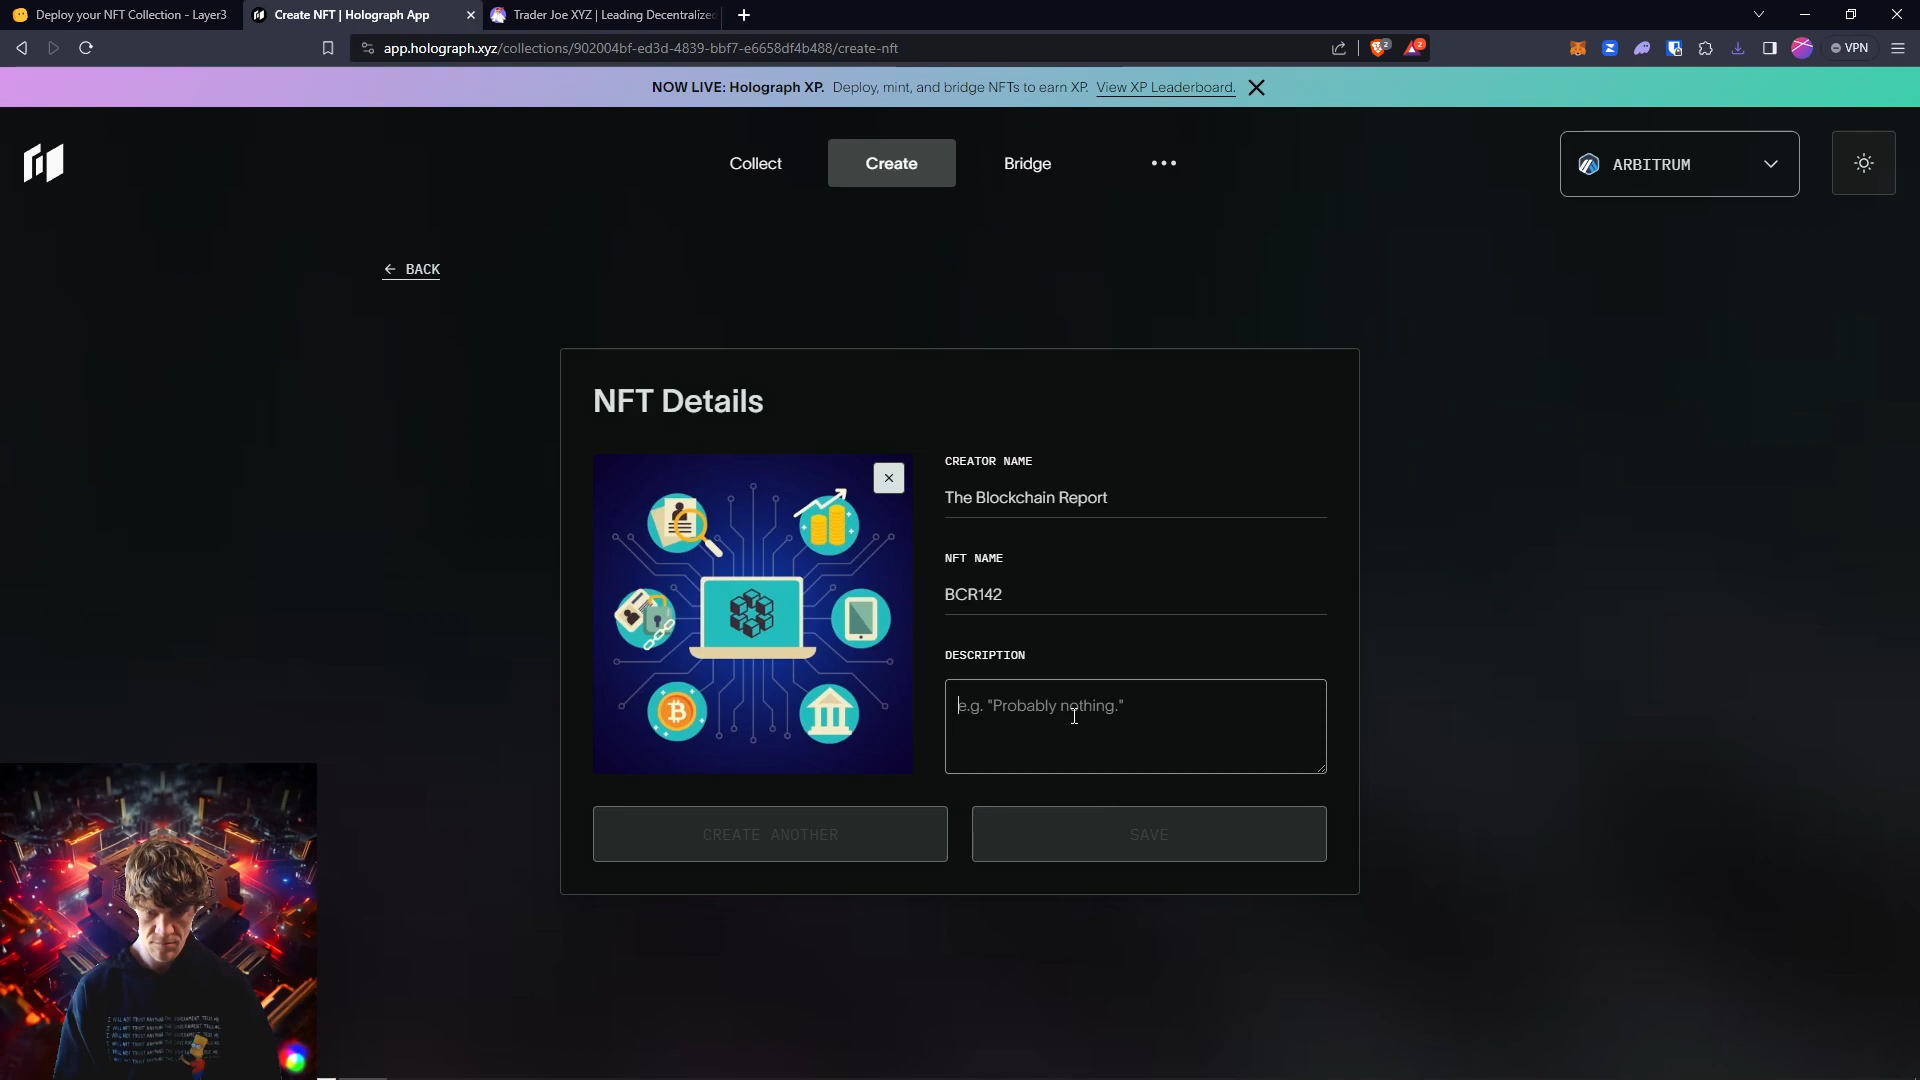 Deploy your NFT Collection - Layer3
Create NFT | Holograph App
Trader Joe XYZ | Leading Decentralized
app.holograph.xyz/collections/902004bf-ed3d-4839-bbf7-e6658df4b488/create-nft
2
2
VPN
NOW LIVE: Holograph XP. Deploy, mint, and bridge NFTs to earn XP. View XP Leaderboard.
Collect
Create
Bridge
ARBITRUM
← BACK
NFT Details
CREATOR NAME
The Blockchain Report
NFT NAME
BCR142
DESCRIPTION
e.g. "Probably nothing."
CREATE ANOTHER
SAVE